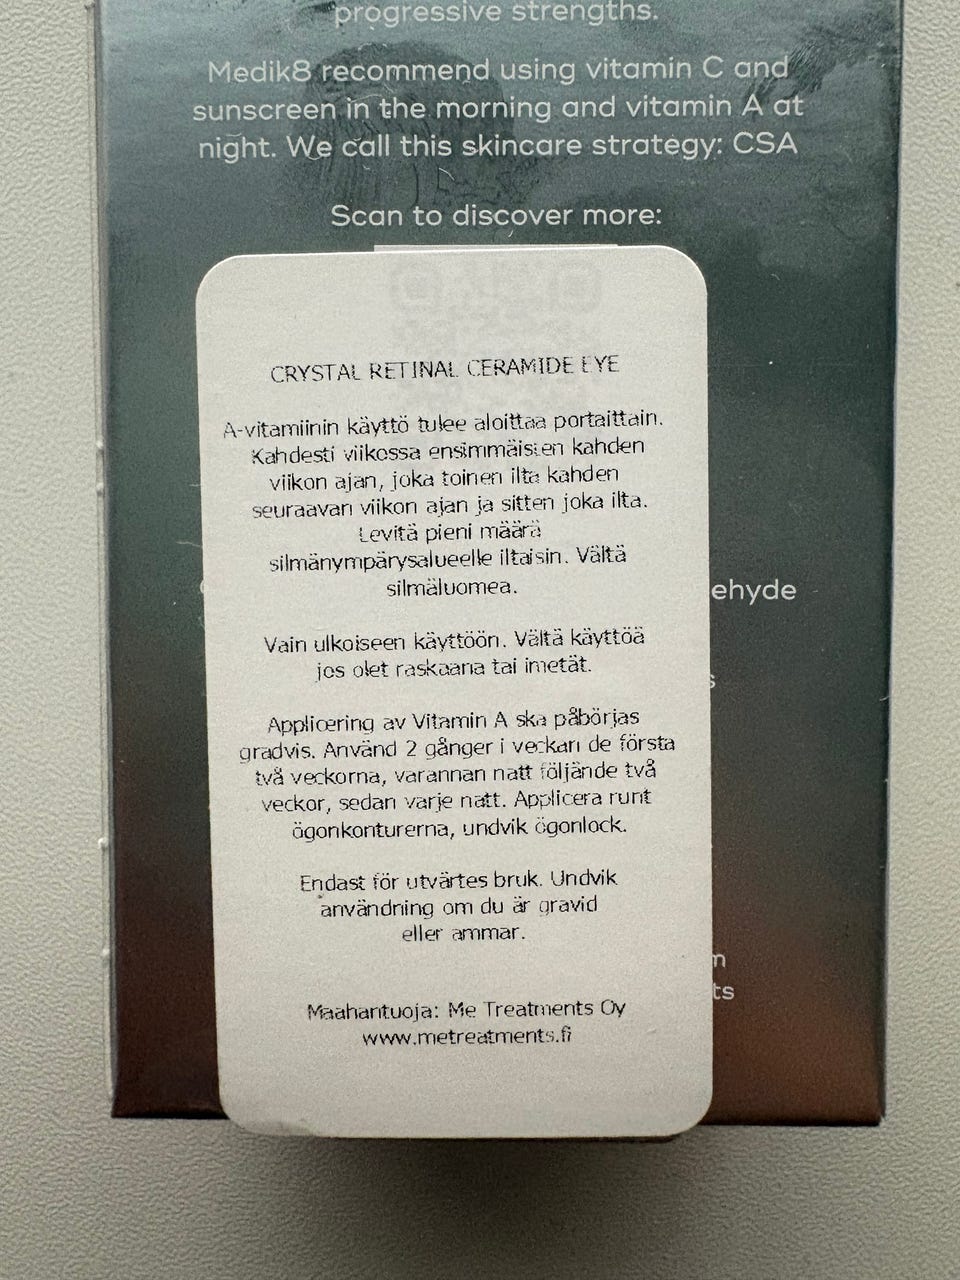 progressive strengths.
Medik8 recommend using vitamin C and
sunscreen in the morning and vitamin A at
night. We call this skincare strategy: CSA
Scan to discover more:
CRYSTAL RETINAL CERAMIDE EYE
A-vitamiinin käyttö tulee aloittaa portaittain.
Kahdesti viikossa ensimmäisten kahden
viikon ajan, joka toinen ilta kahden
seuraavan viikon ajan ja sitten joka ilta.
Levitä pieni määrä
silmänympärysalueelle iltaisin. Vältä
silmäluomea.
Vain ulkoiseen käyttöön. Vältä käyttöä
jos olet raskaana tai imetät.
Applicering av Vitamin A ska påbörjas
gradvis. Använd 2 gånger i veckan de första
två veckorna, varannan natt följände två
veckor, sedan varje natt. Applicera runt
ögonkonturerna, undvik ögonlock.
Endast för utvärtes bruk. Undvik
användning om du är gravid
eller ammar.
Maahantuoja: Me Treatments Oy
www.metreatments.fi